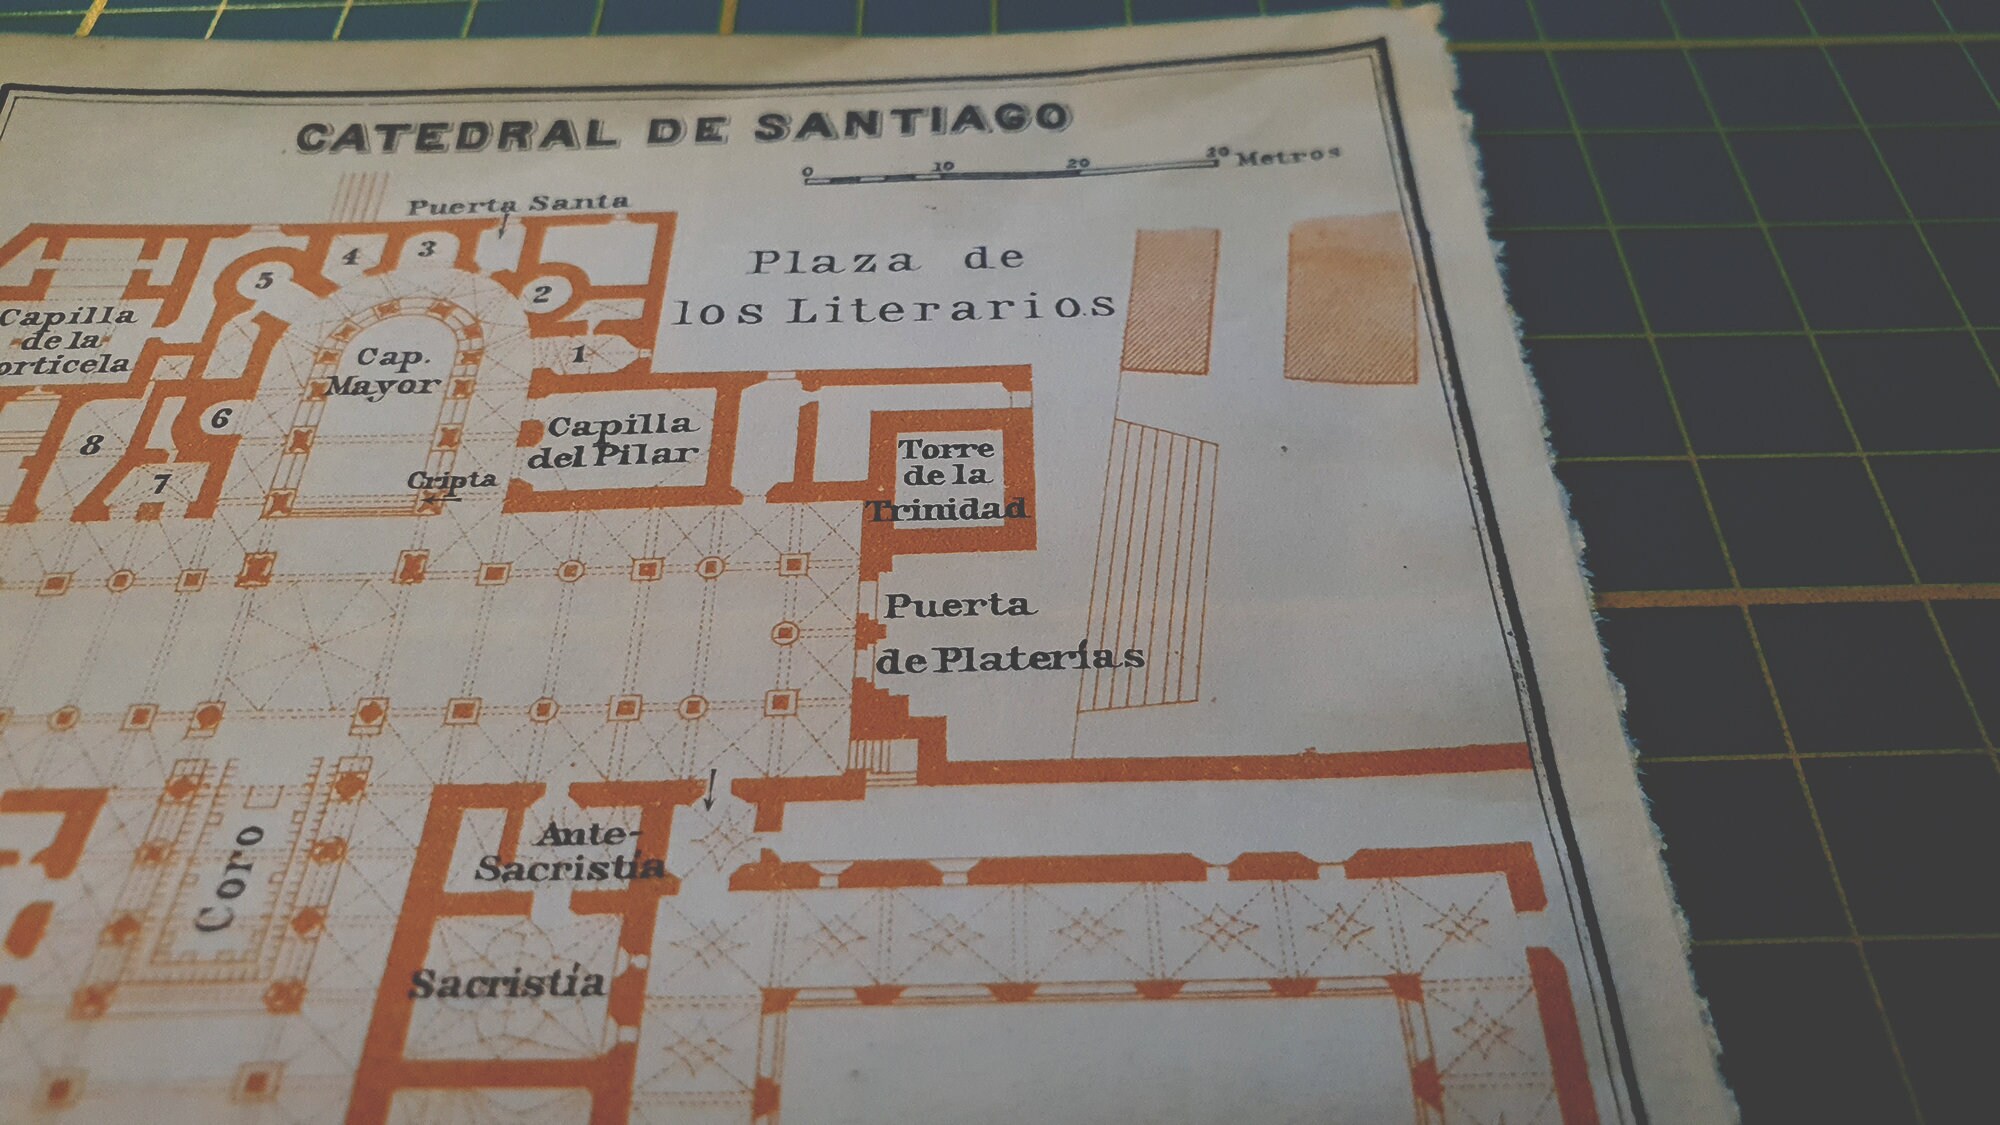 CATEDRAL DE SANTIAGO
0 10 20 30 Metros
Puerta Santa
Plaza de
los Literarios
5
4
3
2
1
6
8
7
Capilla
de la
orticela
Cap.
Mayor
Cripta
Capilla
del Pilar
Torre
de la
Trinidad
Puerta
de Platerías
Coro
Ante-
Sacristía
Sacristía